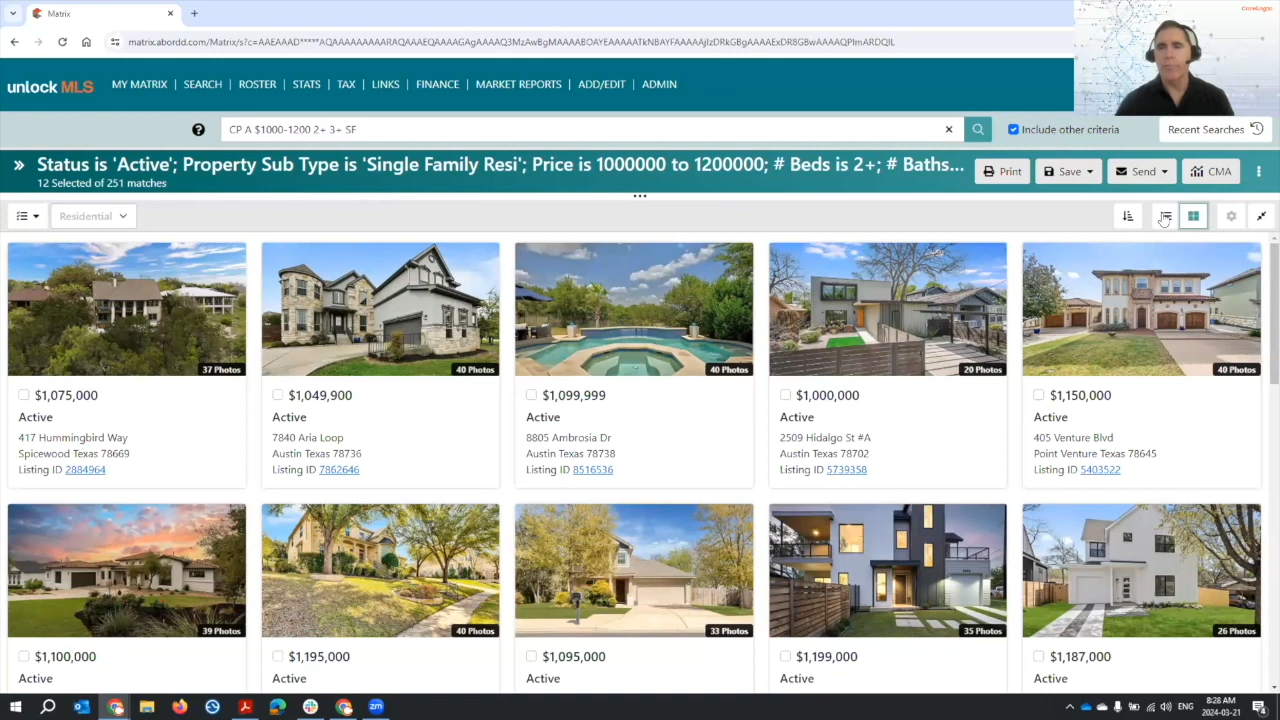 Matrix
CoreLogic
matrix.abordd.com/Matrix/s?c=
unlock MLS
MY MATRIX | SEARCH | ROSTER | STATS | TAX | LINKS | FINANCE | MARKET REPORTS | ADD/EDIT | ADMIN
CP A $1000-1200 2+ 3+ SF
Include other criteria
Recent Searches
Status is 'Active'; Property Sub Type is 'Single Family Resi'; Price is 1000000 to 1200000; # Beds is 2+; # Baths...
12 Selected of 251 matches
Print
Save
Send
CMA
Residential
37 Photos
40 Photos
40 Photos
20 Photos
40 Photos
$1,075,000
$1,049,900
$1,099,999
$1,000,000
$1,150,000
Active
Active
Active
Active
Active
417 Hummingbird Way
7840 Aria Loop
8805 Ambrosia Dr
2509 Hidalgo St #A
405 Venture Blvd
Spicewood Texas 78669
Austin Texas 78736
Austin Texas 78738
Austin Texas 78702
Point Venture Texas 78645
Listing ID 2884964
Listing ID 7862646
Listing ID 8516536
Listing ID 5739358
Listing ID 5403522
39 Photos
40 Photos
33 Photos
35 Photos
26 Photos
$1,100,000
$1,195,000
$1,095,000
$1,199,000
$1,187,000
Active
Active
Active
Active
Active
ENG
8:28 AM
2024-03-21